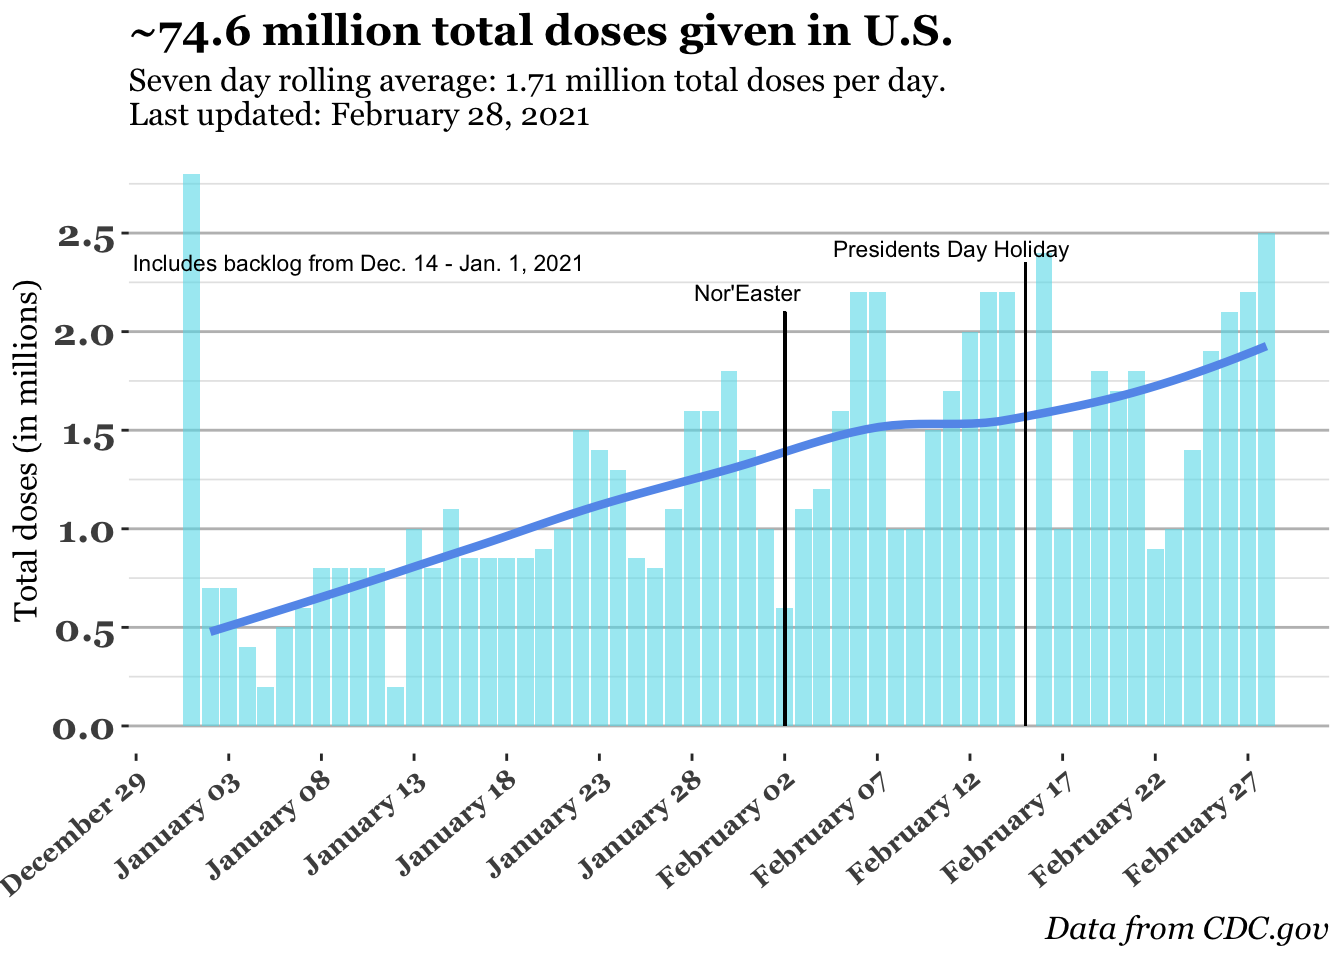 ~74.6 million total doses given in U.S.
Seven day rolling average: 1.71 million total doses per day.
Last updated: February 28, 2021
Total doses (in millions)
2.5
2.0
1.5
1.0
0.5
0.0
Includes backlog from Dec. 14 - Jan. 1, 2021
Nor'Easter
Presidents Day Holiday
December 29
January 03
January 08
January 13
January 18
January 23
January 28
February 02
February 07
February 12
February 17
February 22
February 27
Data from CDC.gov